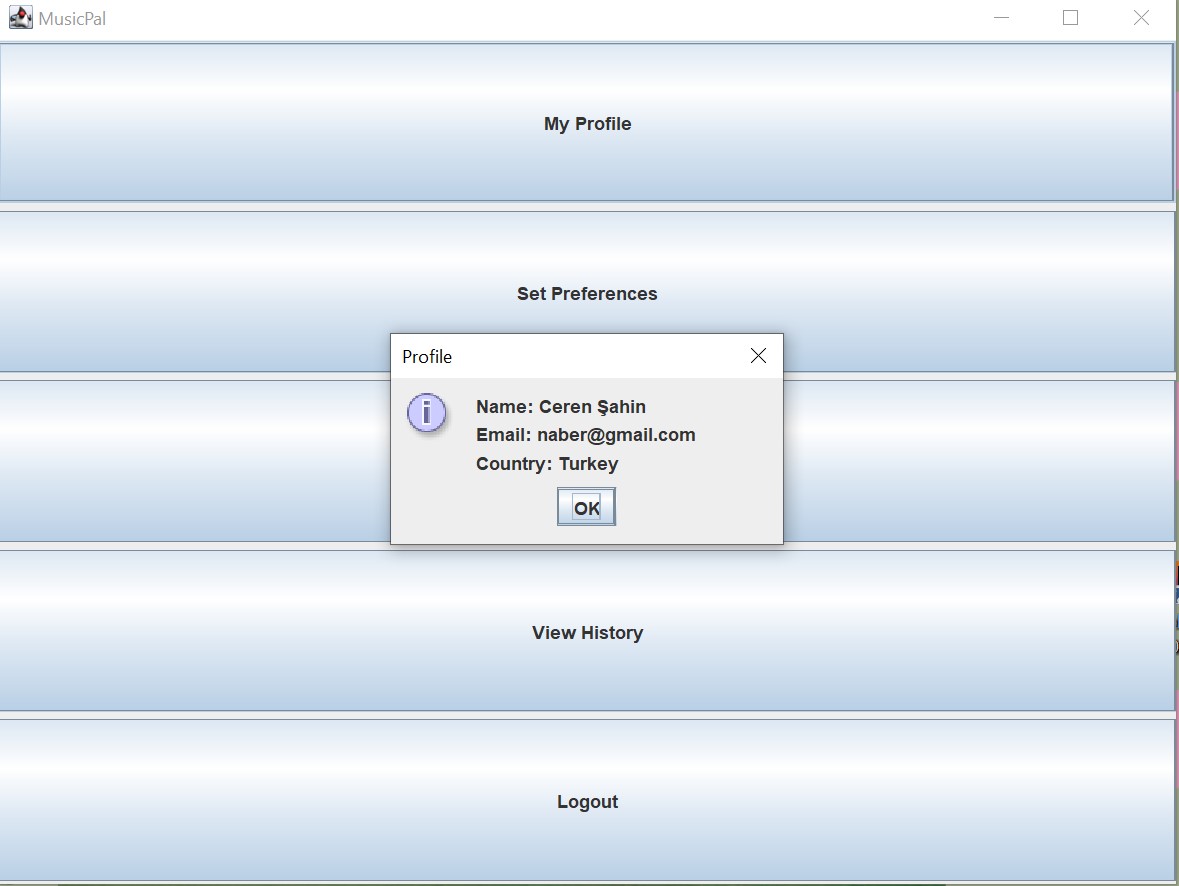 MusicPal
My Profile
Set Preferences
Profile
Name: Ceren Şahin
Email: naber@gmail.com
Country: Turkey
OK
View History
Logout